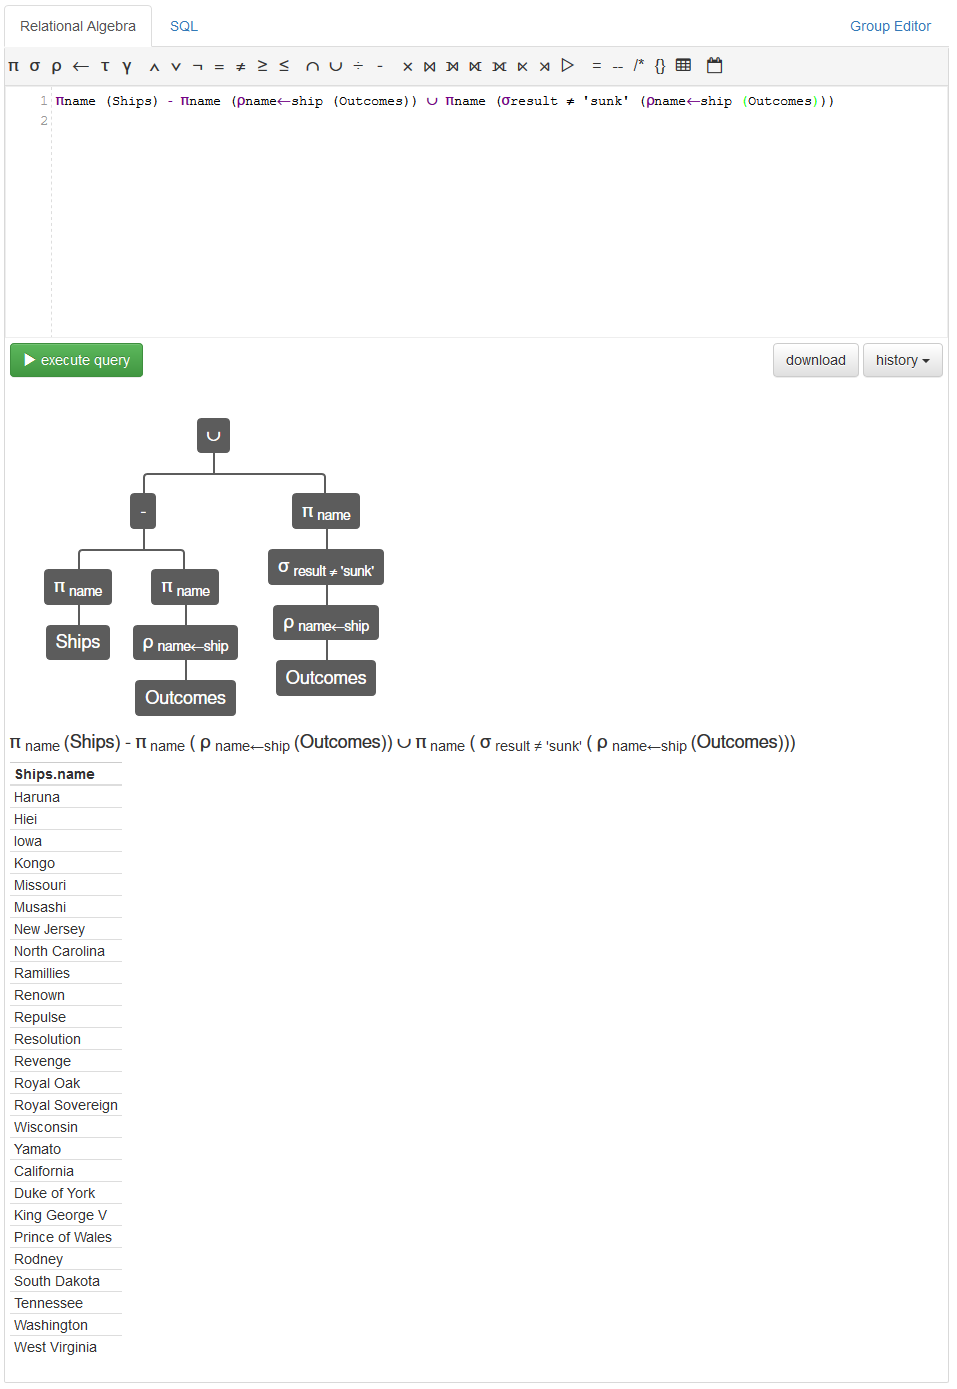 Relational Algebra SQL Group Editor
π σ ρ ← τ γ ∧ ∨ ¬ = ≠ ≥ ≤ ∩ ∪ ÷ - × ⋈ ⟕ ⟖ ⟗ ⋉ ⋊ ▷ = -- /* {}
1 πname (Ships) - πname (ρname←ship (Outcomes)) ∪ πname (σresult ≠ 'sunk' (ρname←ship (Outcomes)))
2
execute query download history
∪
- π name
π name π name σ result ≠ 'sunk'
Ships ρ name←ship ρ name←ship
Outcomes Outcomes
π name (Ships) - π name ( ρ name←ship (Outcomes)) ∪ π name ( σ result ≠ 'sunk' ( ρ name←ship (Outcomes)))
Ships.name
Haruna
Hiei
Iowa
Kongo
Missouri
Musashi
New Jersey
North Carolina
Ramillies
Renown
Repulse
Resolution
Revenge
Royal Oak
Royal Sovereign
Wisconsin
Yamato
California
Duke of York
King George V
Prince of Wales
Rodney
South Dakota
Tennessee
Washington
West Virginia